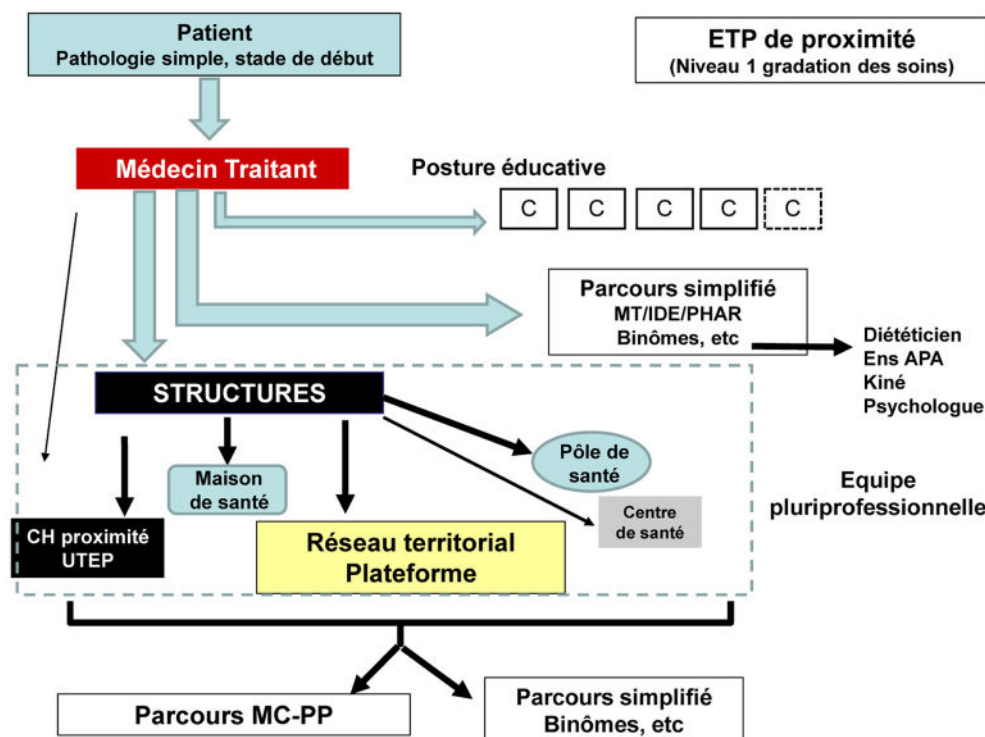 Patient
Pathologie simple, stade de début
ETP de proximité
(Niveau 1 gradation des soins)
Médecin Traitant
Posture éducative
C C C C C
Parcours simplifié
MT/IDE/PHAR
Binômes, etc
Diététicien
Ens APA
Kiné
Psychologue
STRUCTURES
Maison
de santé
Pôle de
santé
Equipe
pluriprofessionnelle
CH proximité
UTEP
Réseau territorial
Plateforme
Centre
de santé
Parcours MC-PP
Parcours simplifié
Binômes, etc